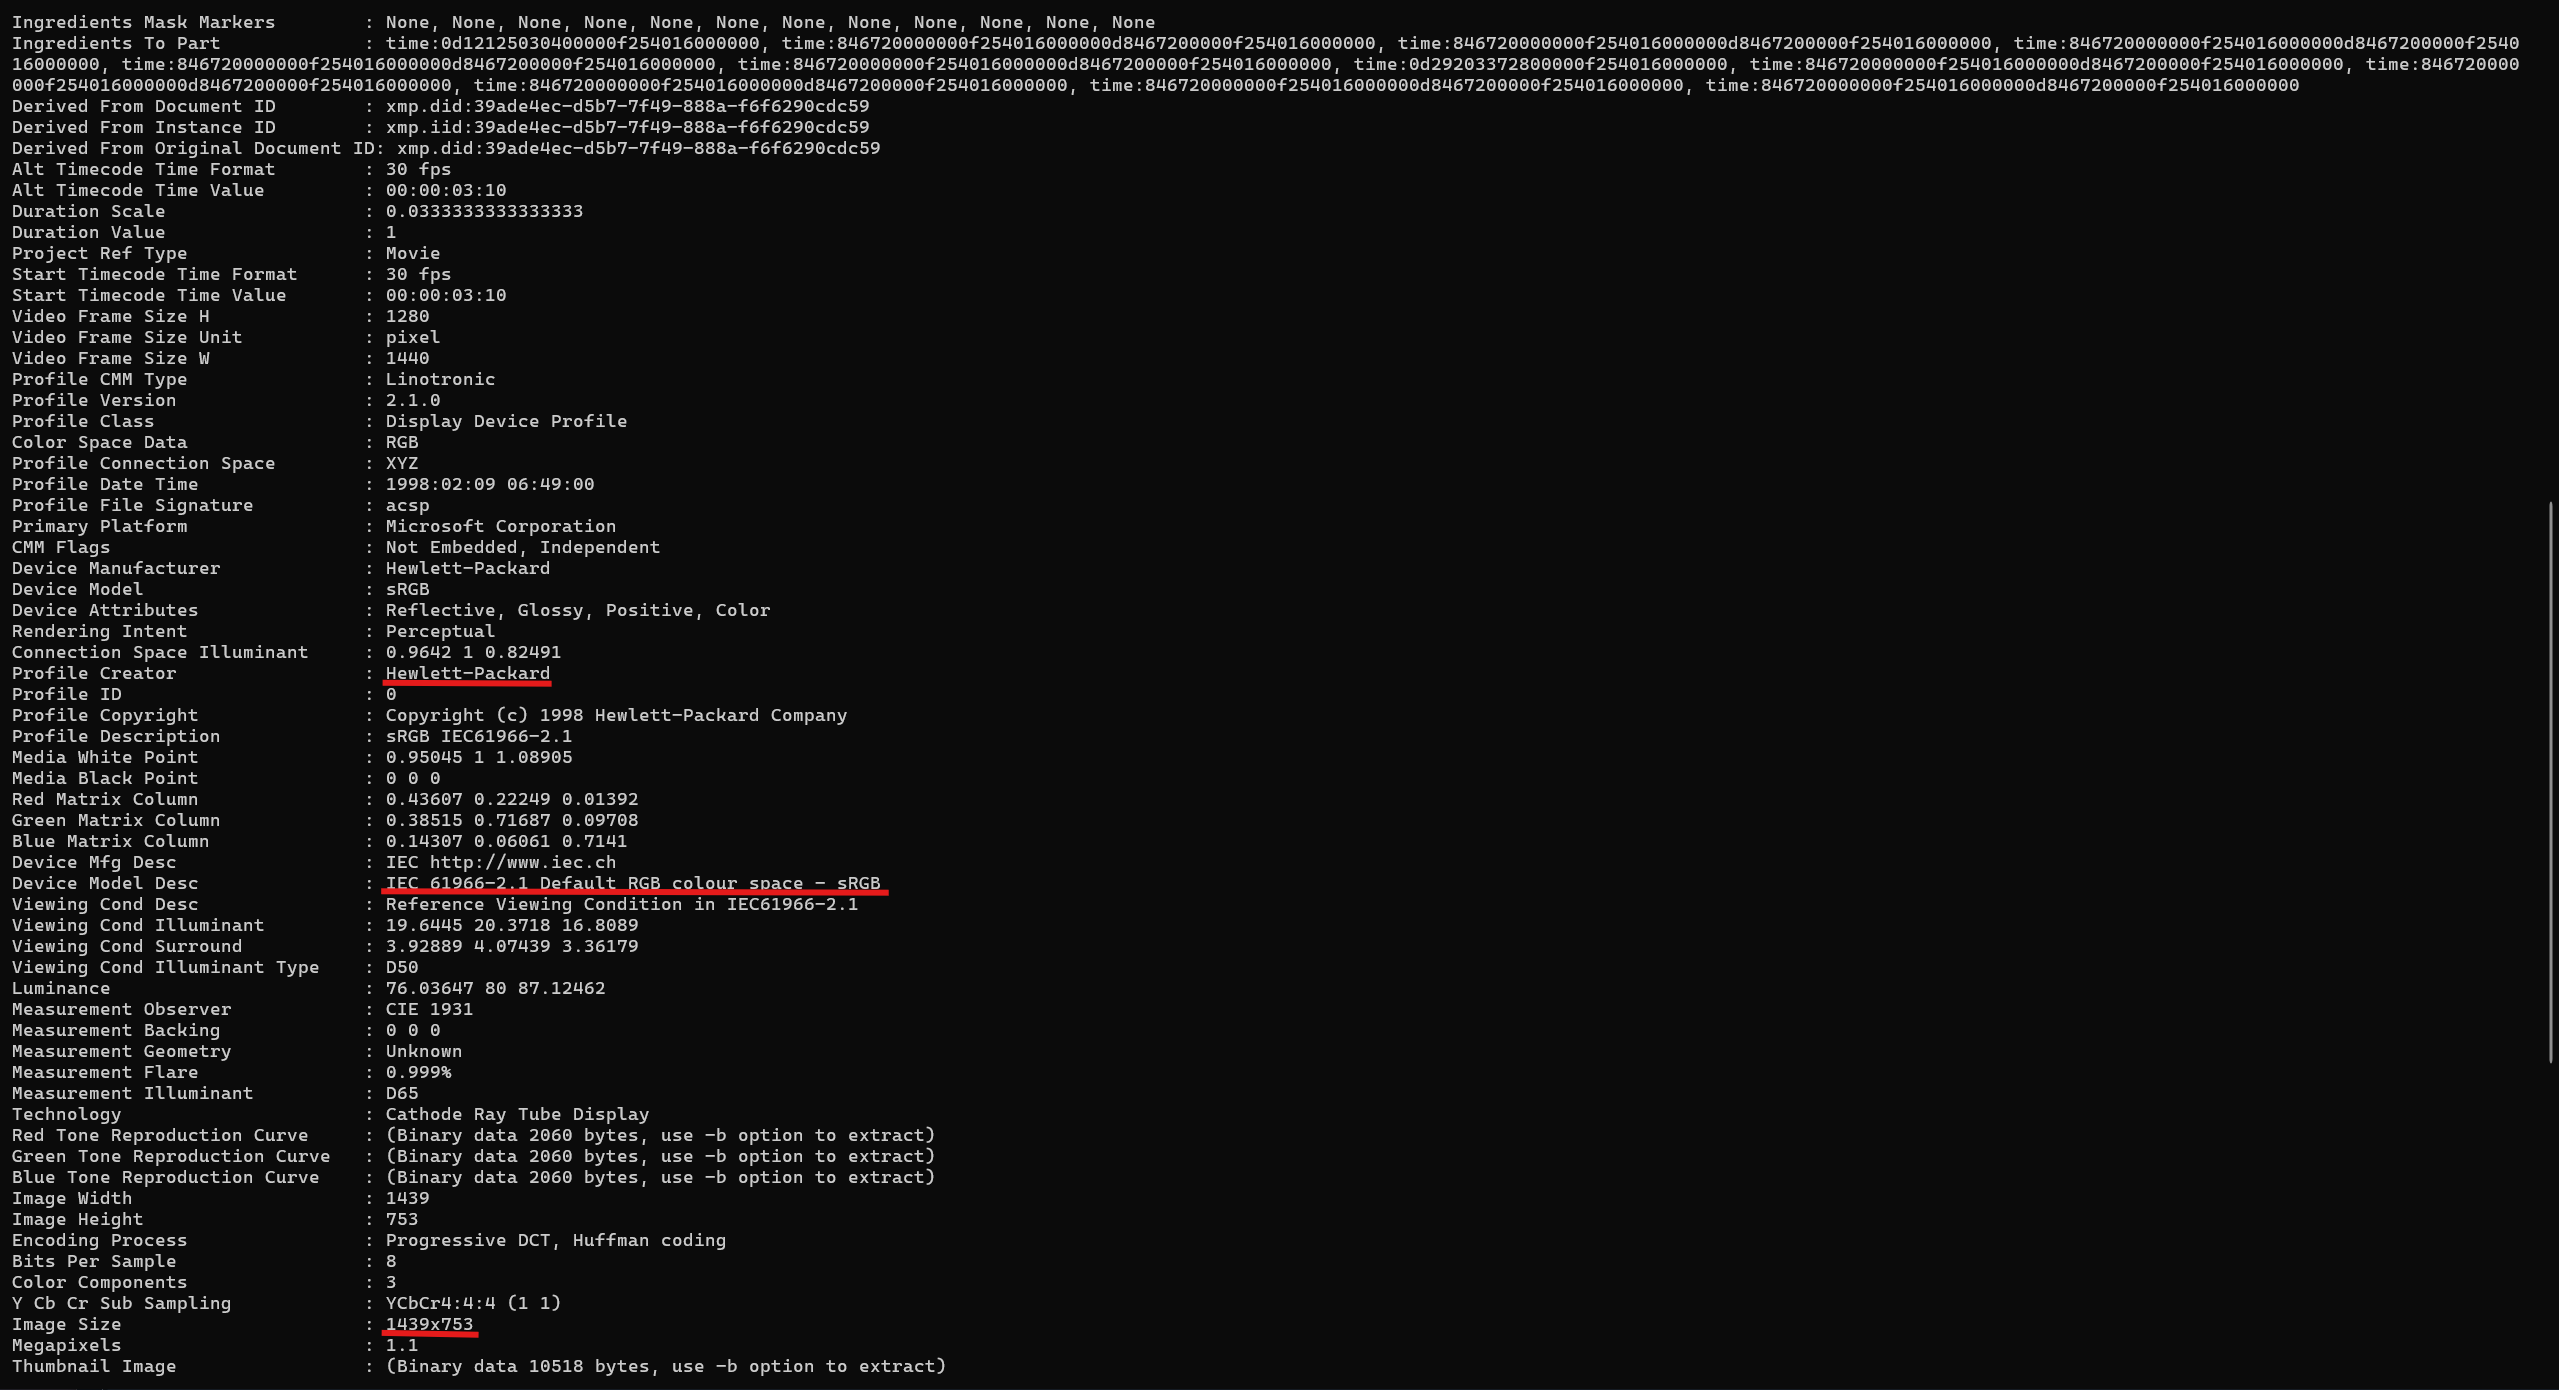 Ingredients Mask Markers        : None, None, None, None, None, None, None, None, None, None, None, None
Ingredients To Part             : time:0d12125030400000f254016000000, time:846720000000f254016000000d8467200000f254016000000, time:846720000000f254016000000d8467200000f254016000000, time:846720000000f254016000000d8467200000f2540
16000000, time:846720000000f254016000000d8467200000f254016000000, time:846720000000f254016000000d8467200000f254016000000, time:0d29203372800000f254016000000, time:846720000000f254016000000d8467200000f254016000000, time:846720000
000f254016000000d8467200000f254016000000, time:846720000000f254016000000d8467200000f254016000000, time:846720000000f254016000000d8467200000f254016000000, time:846720000000f254016000000d8467200000f254016000000
Derived From Document ID        : xmp.did:39ade4ec-d5b7-7f49-888a-f6f6290cdc59
Derived From Instance ID        : xmp.iid:39ade4ec-d5b7-7f49-888a-f6f6290cdc59
Derived From Original Document ID: xmp.did:39ade4ec-d5b7-7f49-888a-f6f6290cdc59
Alt Timecode Time Format        : 30 fps
Alt Timecode Time Value         : 00:00:03:10
Duration Scale                  : 0.0333333333333333
Duration Value                  : 1
Project Ref Type                : Movie
Start Timecode Time Format      : 30 fps
Start Timecode Time Value       : 00:00:03:10
Video Frame Size H              : 1280
Video Frame Size Unit           : pixel
Video Frame Size W              : 1440
Profile CMM Type                : Linotronic
Profile Version                 : 2.1.0
Profile Class                   : Display Device Profile
Color Space Data                : RGB
Profile Connection Space        : XYZ
Profile Date Time               : 1998:02:09 06:49:00
Profile File Signature          : acsp
Primary Platform                : Microsoft Corporation
CMM Flags                       : Not Embedded, Independent
Device Manufacturer             : Hewlett-Packard
Device Model                    : sRGB
Device Attributes               : Reflective, Glossy, Positive, Color
Rendering Intent                : Perceptual
Connection Space Illuminant     : 0.9642 1 0.82491
Profile Creator                 : Hewlett-Packard
Profile ID                      : 0
Profile Copyright               : Copyright (c) 1998 Hewlett-Packard Company
Profile Description             : sRGB IEC61966-2.1
Media White Point               : 0.95045 1 1.08905
Media Black Point               : 0 0 0
Red Matrix Column               : 0.43607 0.22249 0.01392
Green Matrix Column             : 0.38515 0.71687 0.09708
Blue Matrix Column              : 0.14307 0.06061 0.7141
Device Mfg Desc                 : IEC http://www.iec.ch
Device Model Desc               : IEC 61966-2.1 Default RGB colour space - sRGB
Viewing Cond Desc               : Reference Viewing Condition in IEC61966-2.1
Viewing Cond Illuminant         : 19.6445 20.3718 16.8089
Viewing Cond Surround           : 3.92889 4.07439 3.36179
Viewing Cond Illuminant Type    : D50
Luminance                       : 76.03647 80 87.12462
Measurement Observer            : CIE 1931
Measurement Backing             : 0 0 0
Measurement Geometry            : Unknown
Measurement Flare               : 0.999%
Measurement Illuminant          : D65
Technology                      : Cathode Ray Tube Display
Red Tone Reproduction Curve     : (Binary data 2060 bytes, use -b option to extract)
Green Tone Reproduction Curve   : (Binary data 2060 bytes, use -b option to extract)
Blue Tone Reproduction Curve    : (Binary data 2060 bytes, use -b option to extract)
Image Width                     : 1439
Image Height                    : 753
Encoding Process                : Progressive DCT, Huffman coding
Bits Per Sample                 : 8
Color Components                : 3
Y Cb Cr Sub Sampling            : YCbCr4:4:4 (1 1)
Image Size                      : 1439x753
Megapixels                      : 1.1
Thumbnail Image                 : (Binary data 10518 bytes, use -b option to extract)